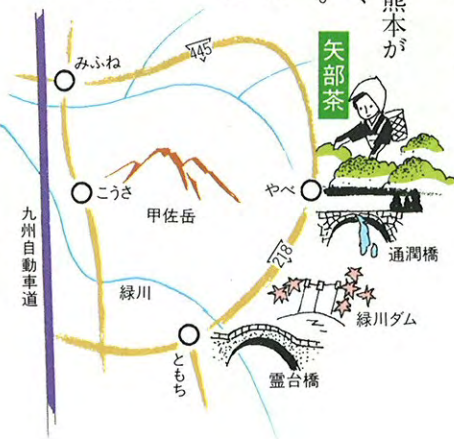 熊本が
、
。
矢部茶
445
みふね
こうさ
甲佐岳
やべ
通潤橋
九州自動車道
緑川
218
緑川ダム
ともち
霊台橋